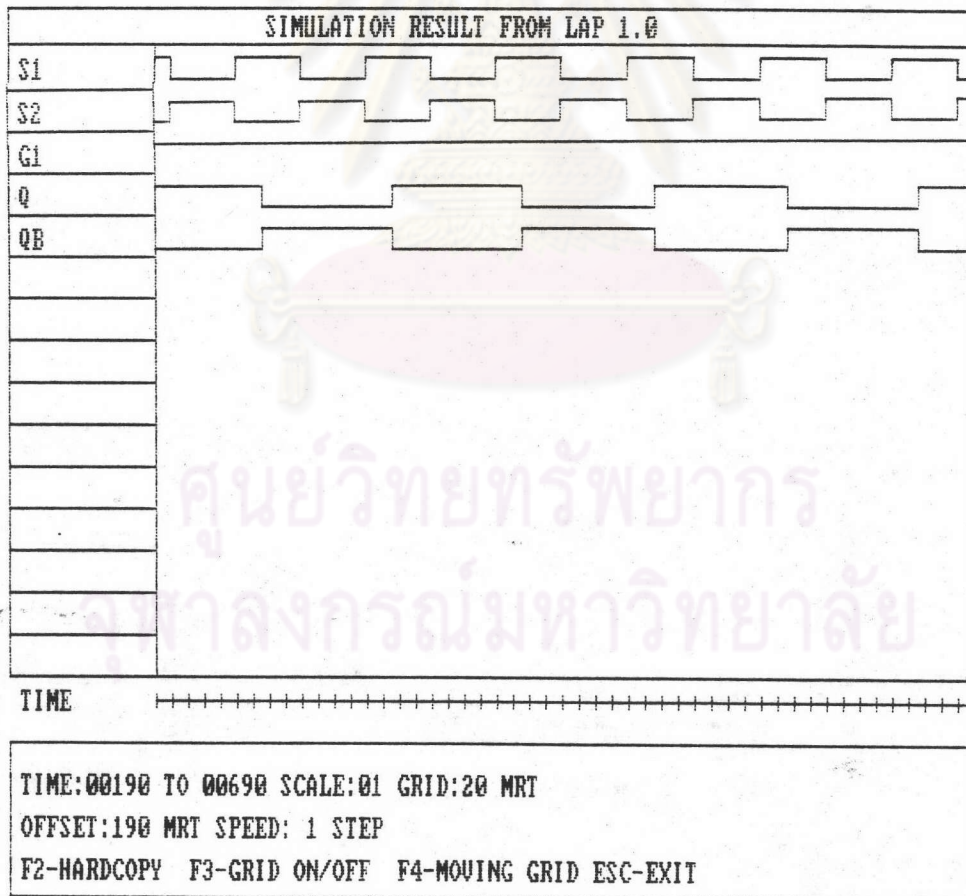 SIMULATION RESULT FROM LAP 1.0
S1
S2
G1
Q
QB
ศูนย์วิทยทรัพยากร
จุฬาลงกรณ์มหาวิทยาลัย
TIME
TIME:00190 TO 00690 SCALE:01 GRID:20 MRT
OFFSET:190 MRT SPEED: 1 STEP
F2-HARDCOPY F3-GRID ON/OFF F4-MOVING GRID ESC-EXIT